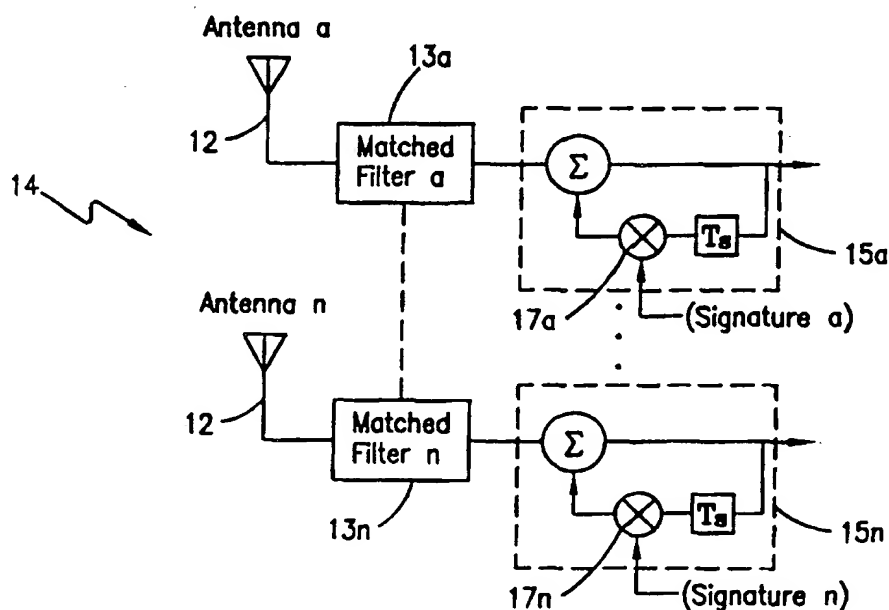 Antenna a
13a
12
Matched
Filter a
Σ
14
Ts
15a
17a
(Signature a)
Antenna n
12
Matched
Filter n
Σ
13n
Ts
15n
17n
(Signature n)